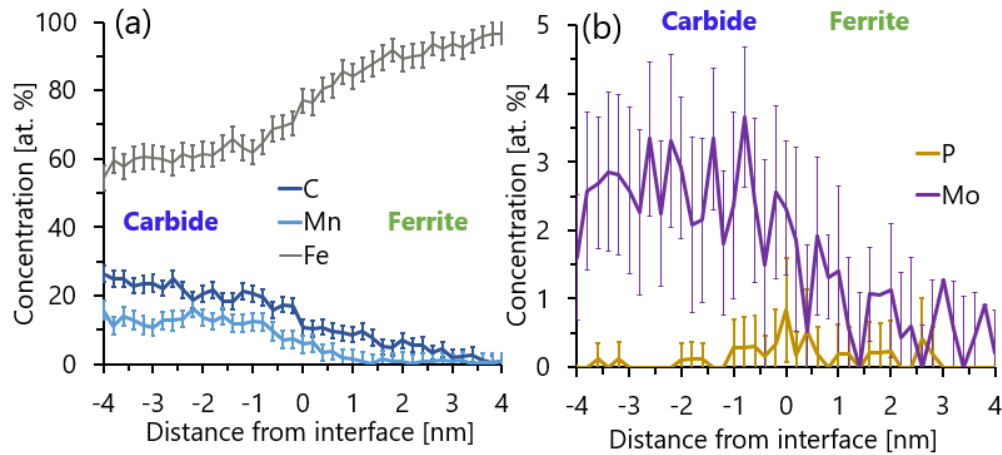 (a)
Concentration [at. %]
100
80
60
40
20
0
C
Mn
Fe
Carbide
Ferrite
-4 -3 -2 -1 0 1 2 3 4
Distance from interface [nm]
Carbide Ferrite
(b)
Concentration [at. %]
5
4
3
2
1
0
P
Mo
-4 -3 -2 -1 0 1 2 3 4
Distance from interface [nm]